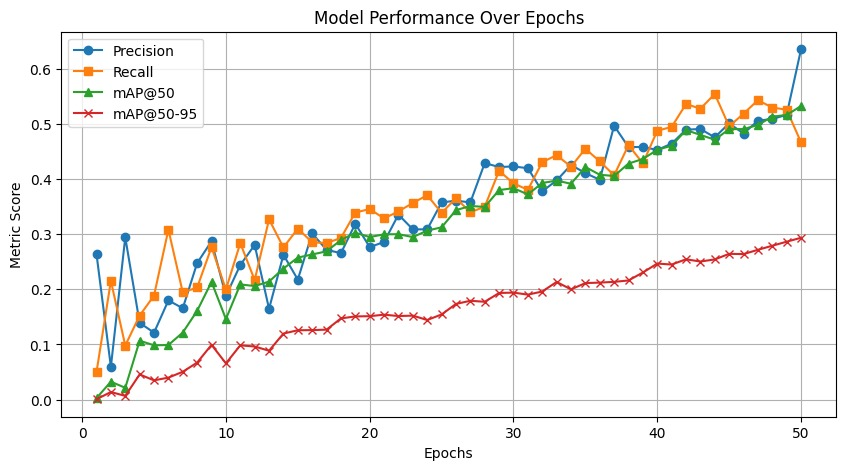 Model Performance Over Epochs
Precision
Recall
mAP@50
mAP@50-95
Metric Score
0.6
0.5
0.4
0.3
0.2
0.1
0.0
0 10 20 30 40 50
Epochs